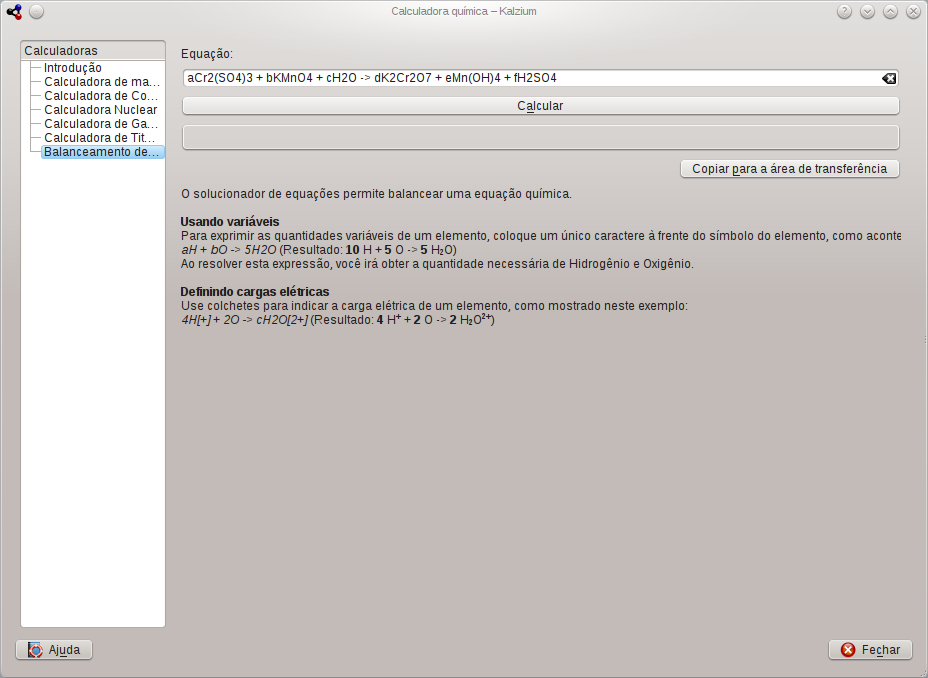 Calculadora química – Kalzium
Calculadoras
Introdução
Calculadora de ma...
Calculadora de Co...
Calculadora Nuclear
Calculadora de Ga...
Calculadora de Tit...
Balanceamento de...
Equação:
aCr2(SO4)3 + bKMnO4 + cH2O -> dK2Cr2O7 + eMn(OH)4 + fH2SO4
Calcular
Copiar para a área de transferência
O solucionador de equações permite balancear uma equação química.
Usando variáveis
Para exprimir as quantidades variáveis de um elemento, coloque um único caractere à frente do símbolo do elemento, como aconte
aH + bO -> 5H2O (Resultado: 10 H + 5 O -> 5 H₂O)
Ao resolver esta expressão, você irá obter a quantidade necessária de Hidrogênio e Oxigênio.
Definindo cargas elétricas
Use colchetes para indicar a carga elétrica de um elemento, como mostrado neste exemplo:
4H[+] + 2O -> cH2O[2+] (Resultado: 4 H⁺ + 2 O -> 2 H₂O²⁺)
Ajuda
Fechar